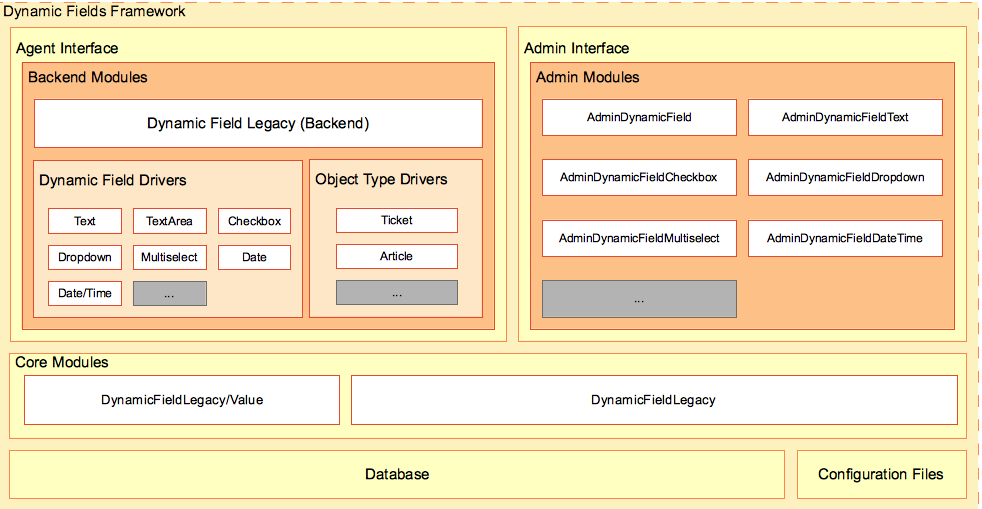 Dynamic Fields Framework
Agent Interface
Backend Modules
Dynamic Field Legacy (Backend)
Dynamic Field Drivers
Text
TextArea
Checkbox
Dropdown
Multiselect
Date
Date/Time
...
Object Type Drivers
Ticket
Article
...
Admin Interface
Admin Modules
AdminDynamicField
AdminDynamicFieldText
AdminDynamicFieldCheckbox
AdminDynamicFieldDropdown
AdminDynamicFieldMultiselect
AdminDynamicFieldDateTime
...
Core Modules
DynamicFieldLegacy/Value
DynamicFieldLegacy
Database
Configuration Files